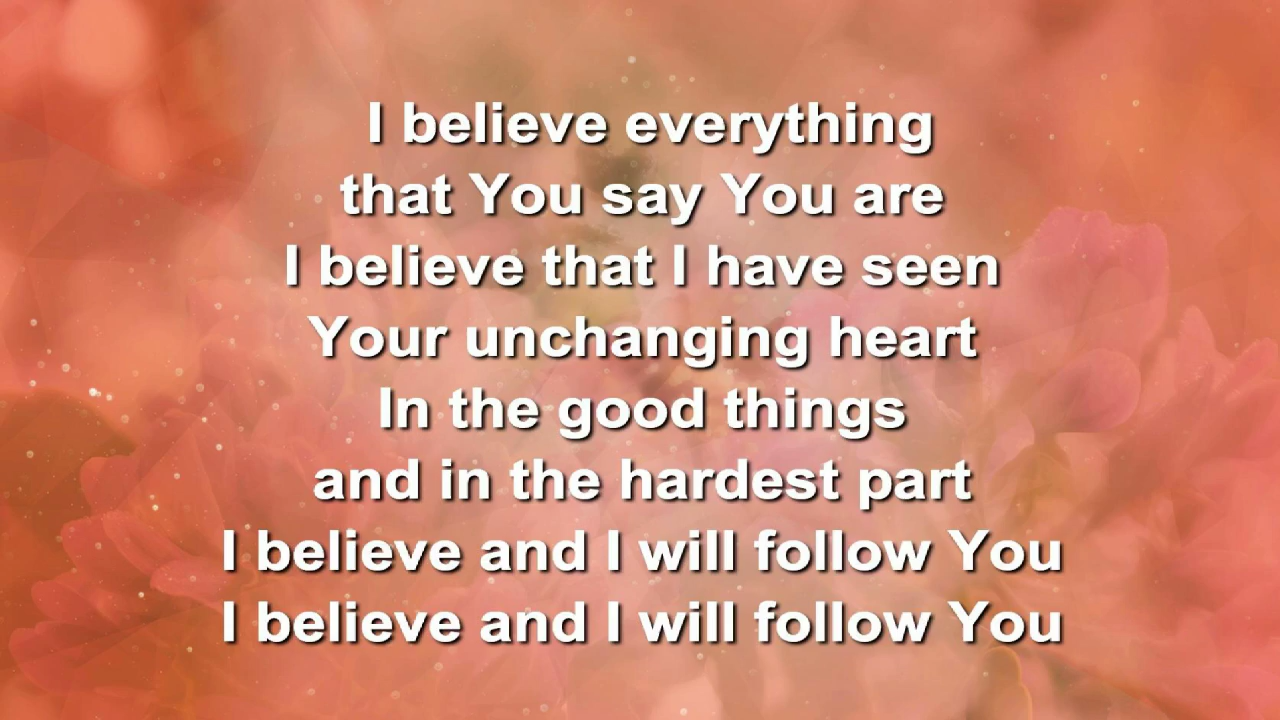 I believe everything
that You say You are
I believe that I have seen
Your unchanging heart
In the good things
and in the hardest part
I believe and I will follow You
I believe and I will follow You